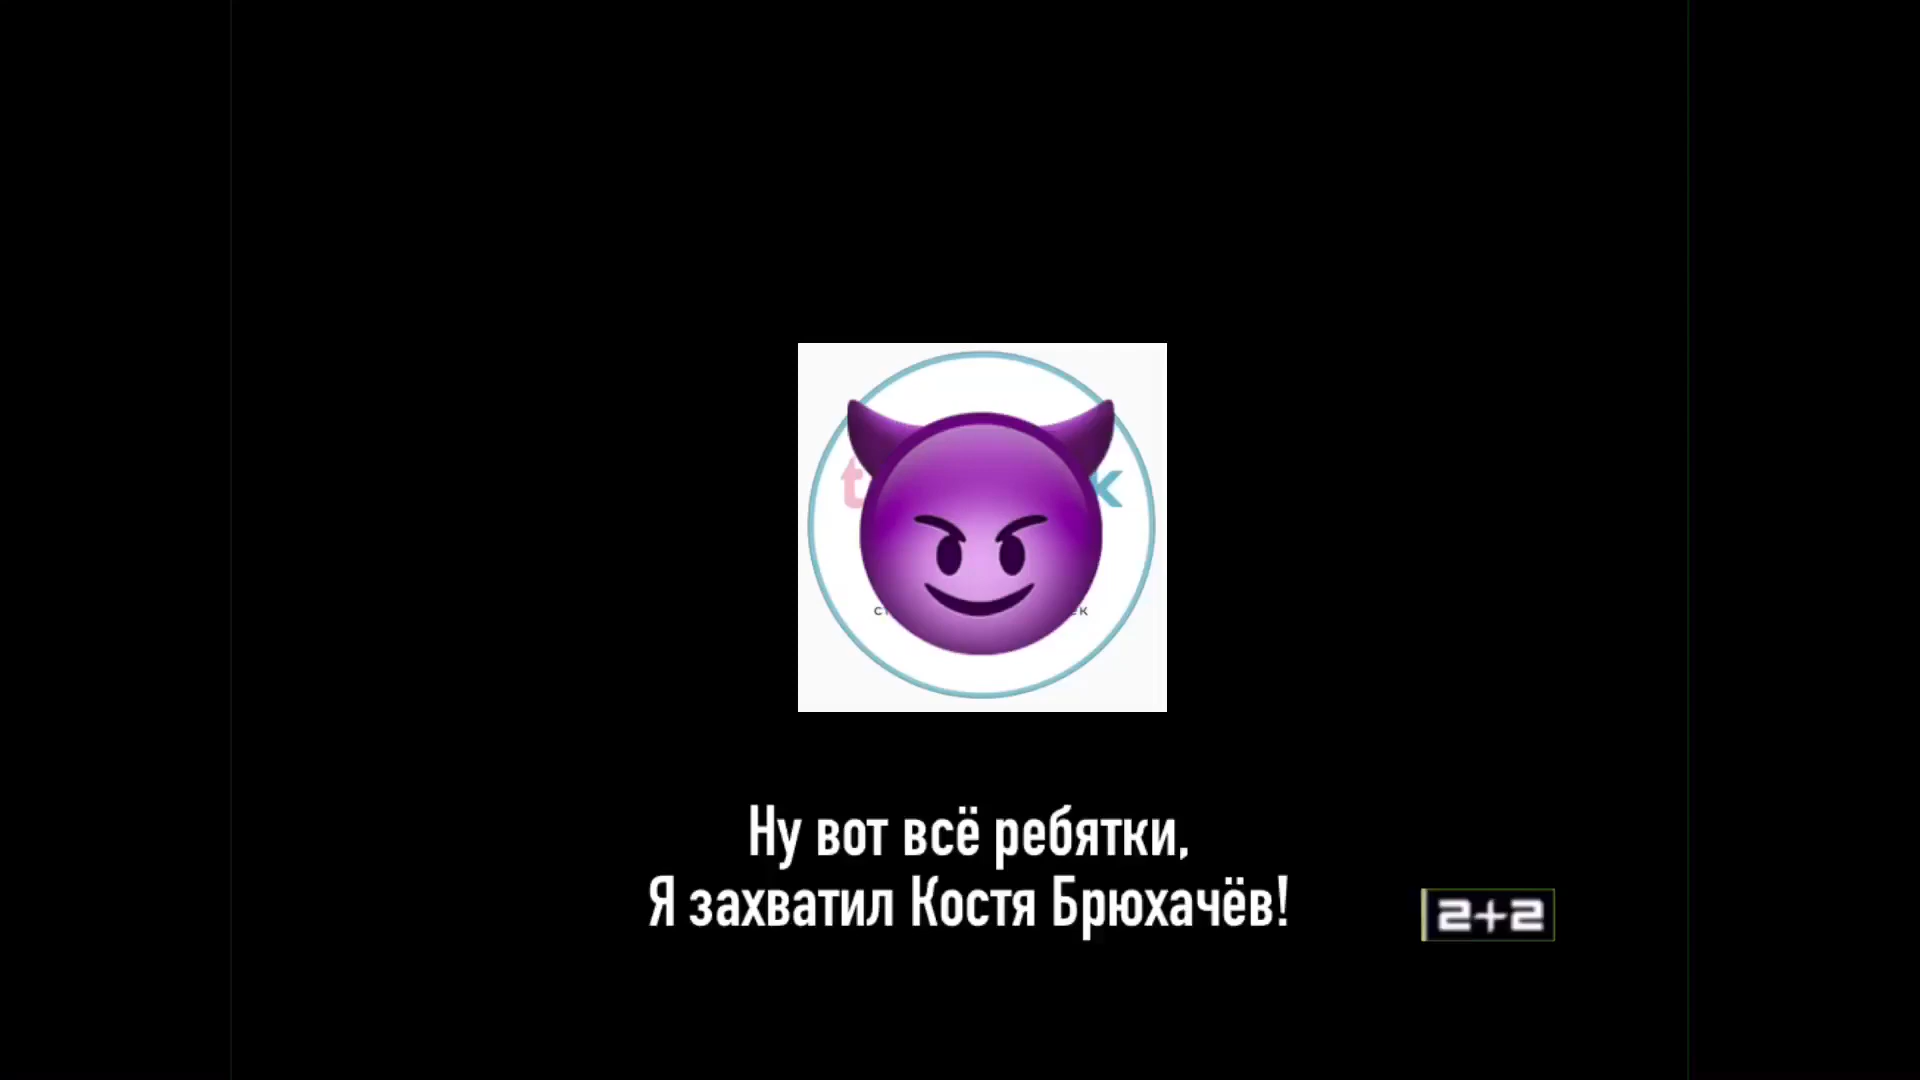 Ну вот всё ребятки,
Я захватил Костя Брюхачёв!
2+2